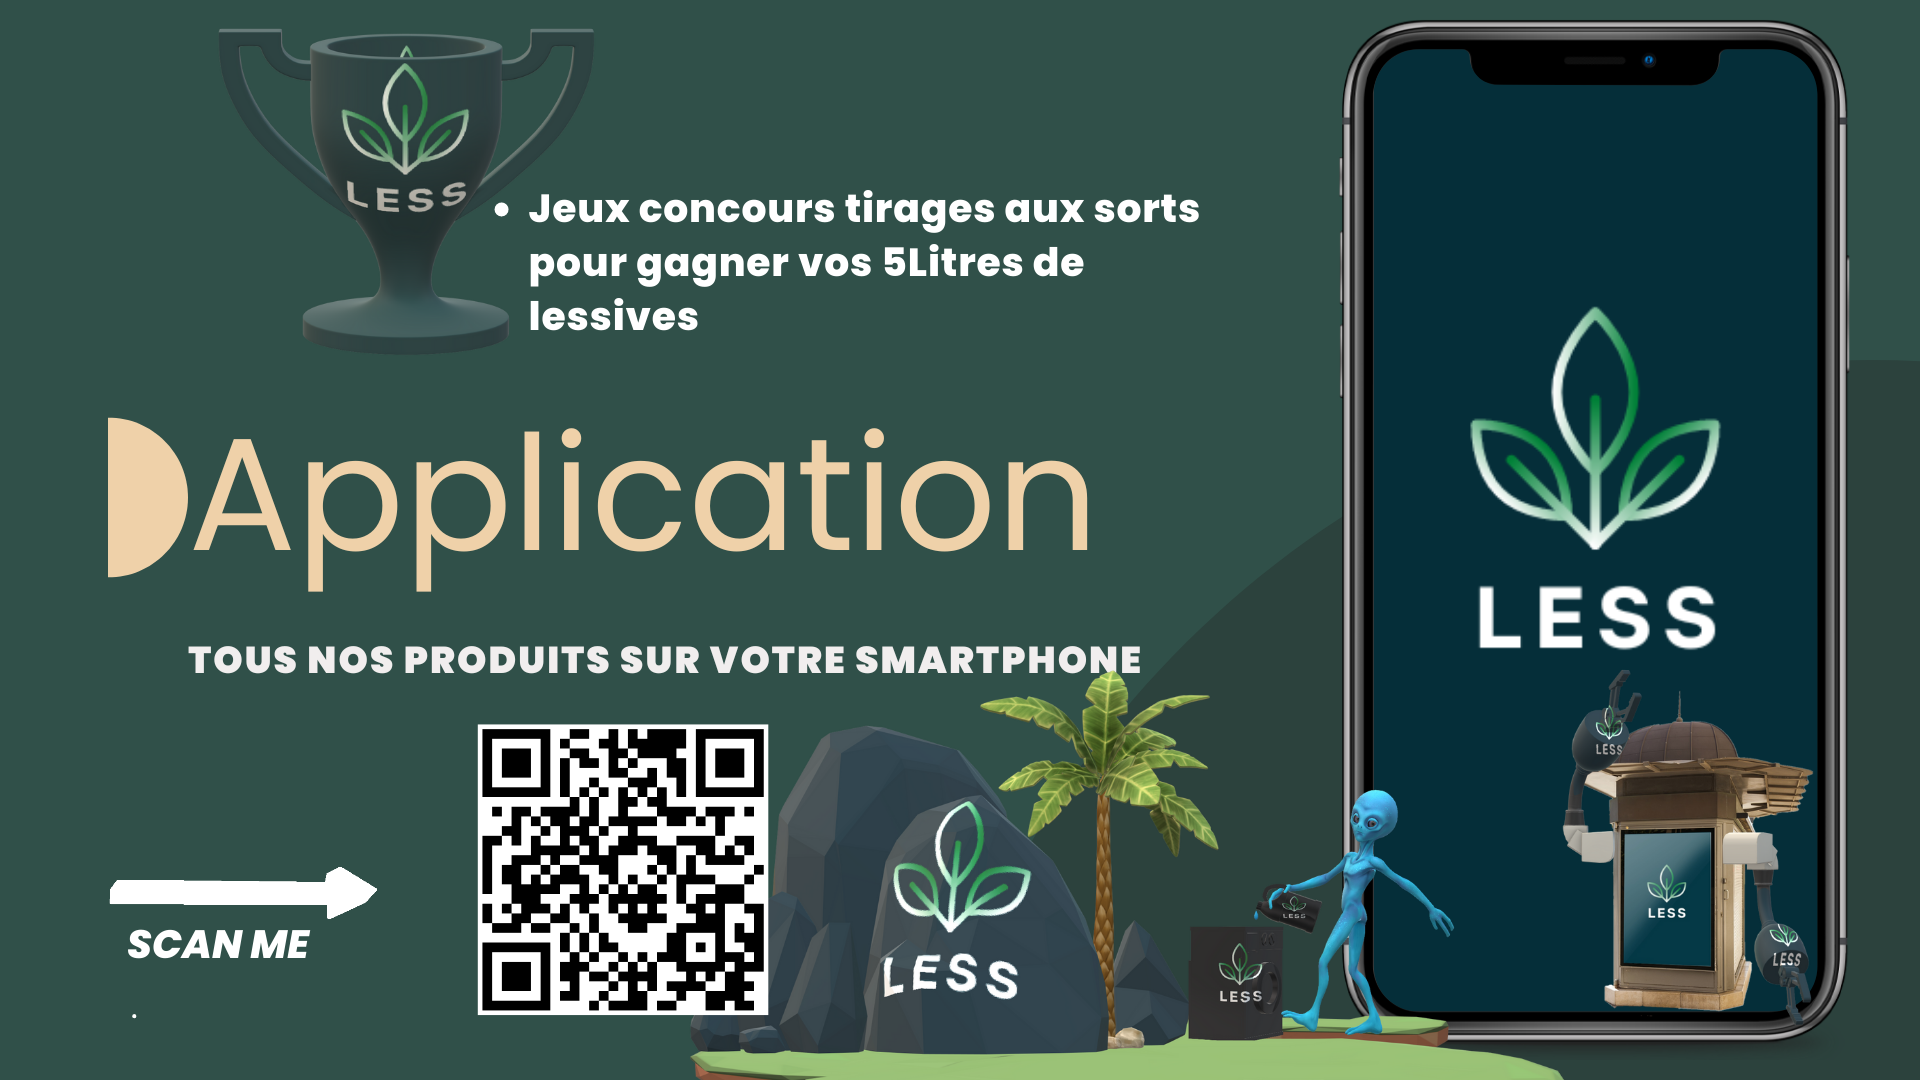 LESS
• Jeux concours tirages aux sorts
pour gagner vos 5Litres de
lessives
Application
TOUS NOS PRODUITS SUR VOTRE SMARTPHONE
SCAN ME
.
LESS
LESS
LESS
LESS
LESS
LESS
LESS